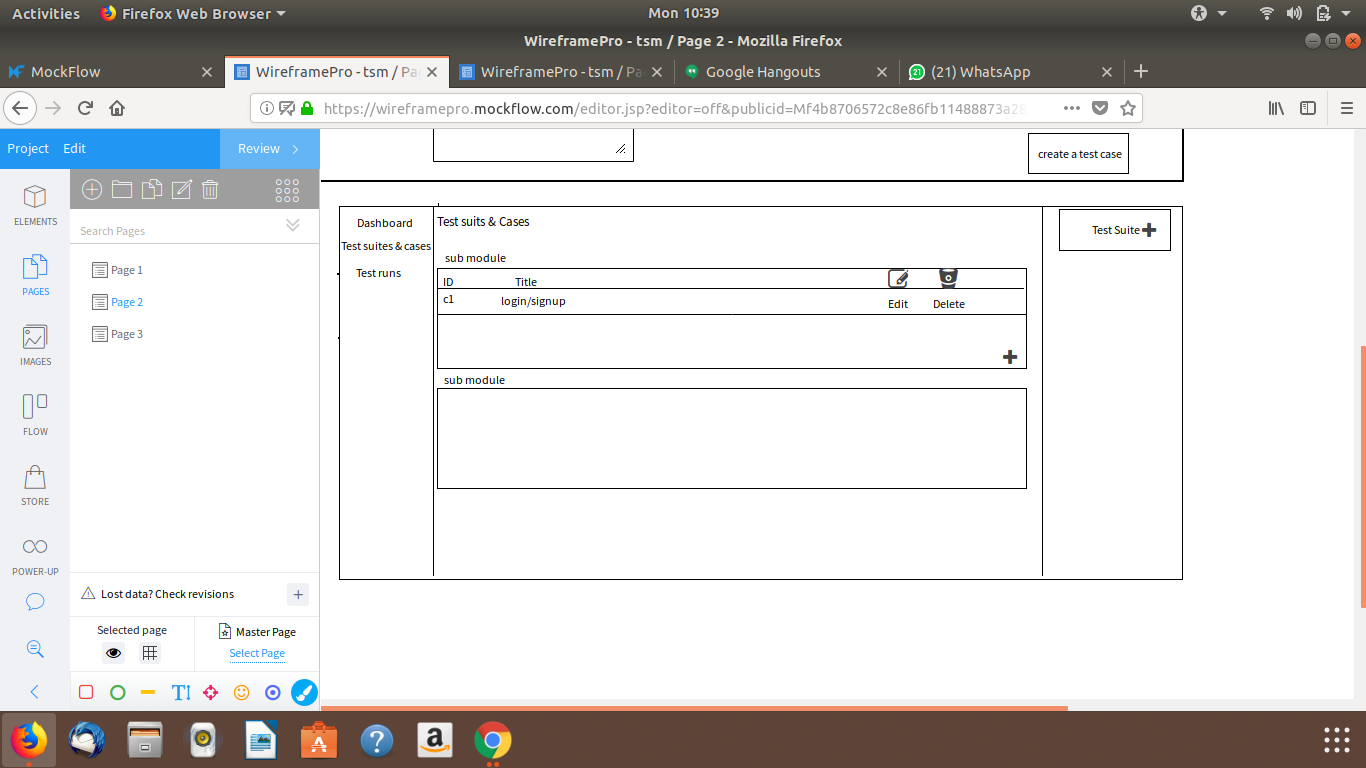 Activities Firefox Web Browser Mon 10:39
WireframePro - tsm / Page 2 - Mozilla Firefox
MockFlow WireframePro - tsm / Pa WireframePro - tsm / Pa Google Hangouts (21) WhatsApp
https://wireframepro.mockflow.com/editor.jsp?editor=off&publicid=Mf4b8706572c8e86fb11488873a28
Project Edit Review
ELEMENTS
PAGES
IMAGES
FLOW
STORE
POWER-UP
Search Pages
Page 1
Page 2
Page 3
Lost data? Check revisions
Selected page
Master Page
Select Page
create a test case
Dashboard
Test suites & cases
Test runs
Test suits & Cases
Test Suite
sub module
ID Title
c1 login/signup Edit Delete
sub module